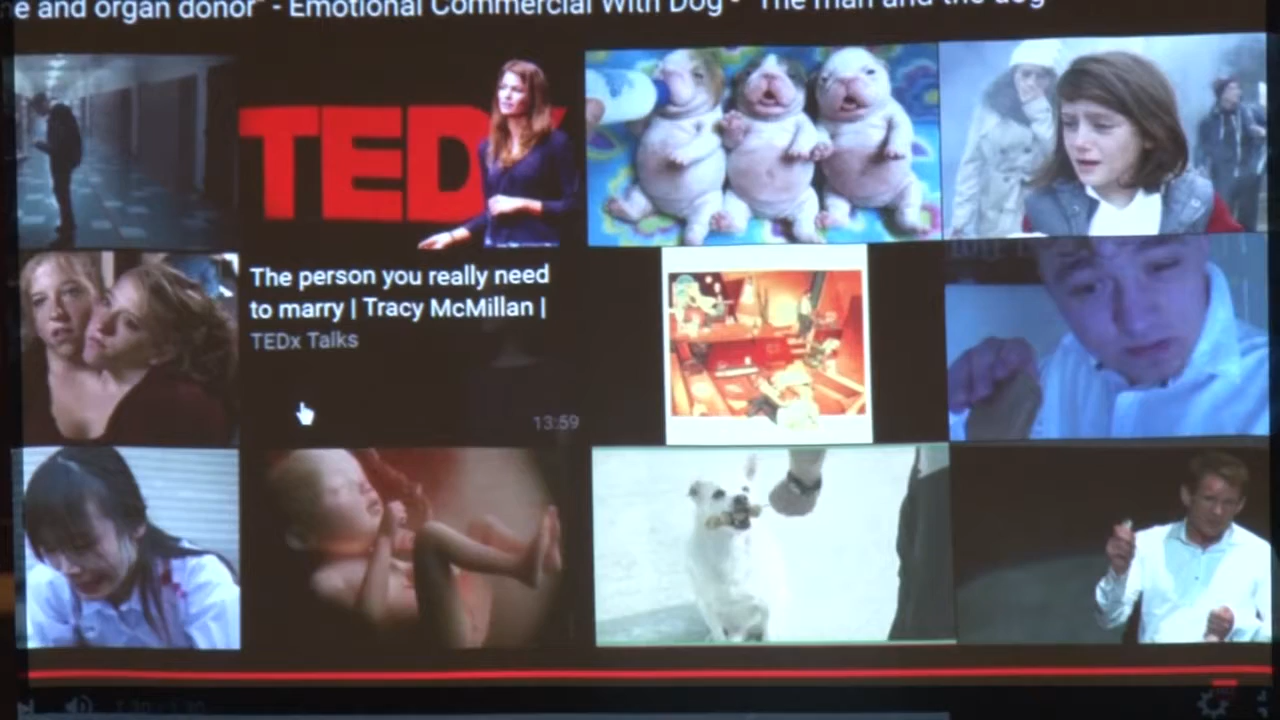 e and organ donor" - Emotional Commercial With Dog - "The man and the dog"
TED
The person you really need
to marry | Tracy McMillan |
TEDx Talks
13:59